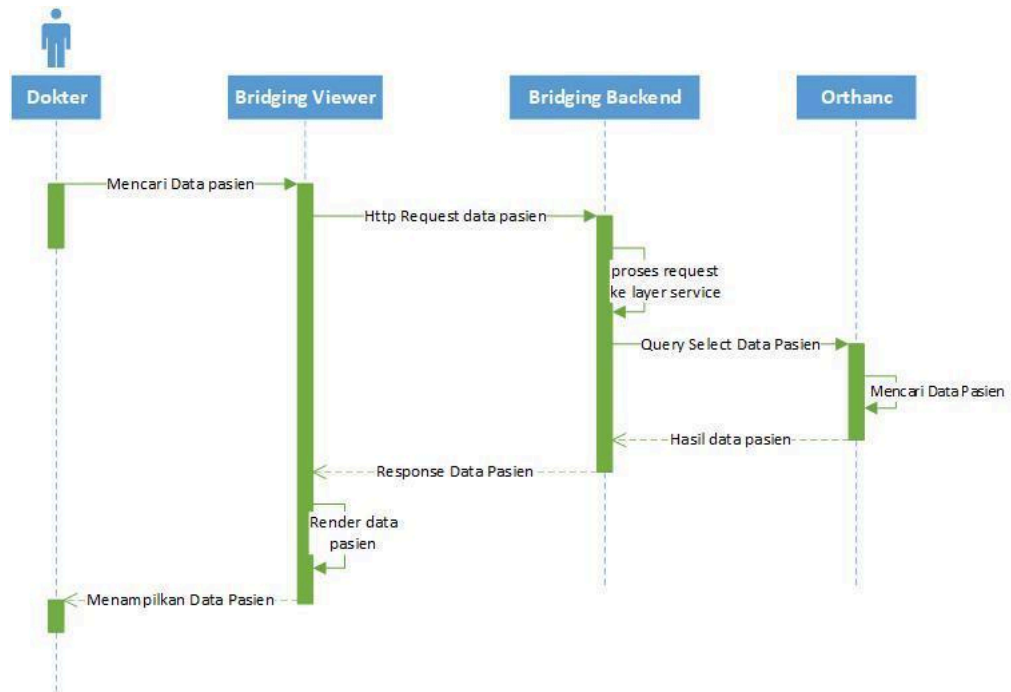 Dokter
Bridging Viewer
Bridging Backend
Orthanc
Mencari Data pasien
Http Request data pasien
proses request
ke layer service
Query Select Data Pasien
Mencari Data Pasien
Hasil data pasien
Response Data Pasien
Render data
pasien
Menampilkan Data Pasien